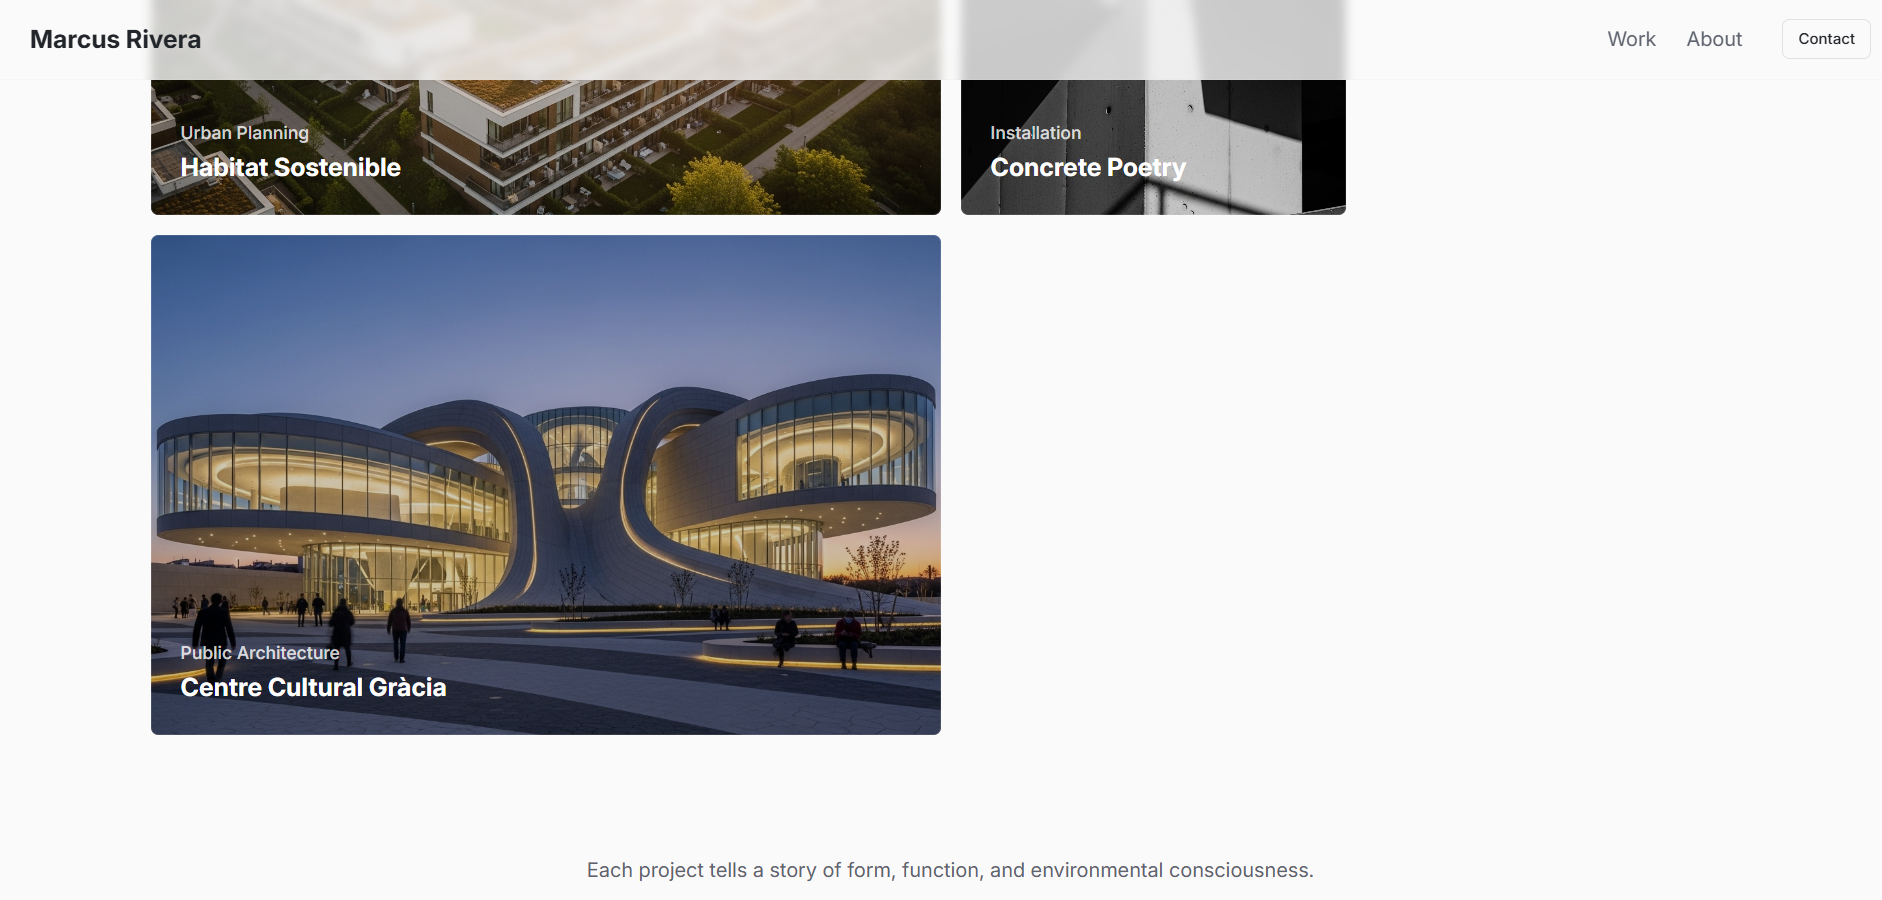 Marcus Rivera
Work
About
Contact
Urban Planning
Habitat Sostenible
Installation
Concrete Poetry
Public Architecture
Centre Cultural Gràcia
Each project tells a story of form, function, and environmental consciousness.